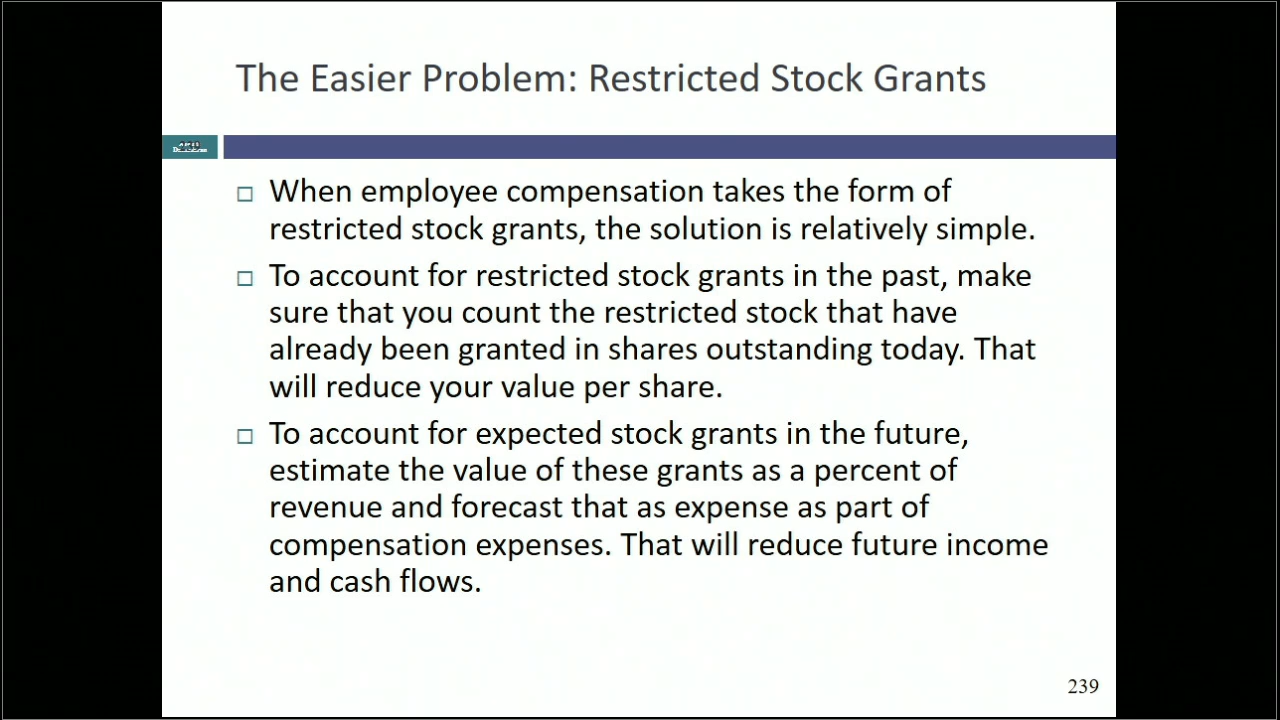 The Easier Problem: Restricted Stock Grants
239
When employee compensation takes the form of
restricted stock grants, the solution is relatively simple.
To account for restricted stock grants in the past, make
sure that you count the restricted stock that have
already been granted in shares outstanding today. That
will reduce your value per share.
To account for expected stock grants in the future,
estimate the value of these grants as a percent of
revenue and forecast that as expense as part of
compensation expenses. That will reduce future income
and cash flows.
239